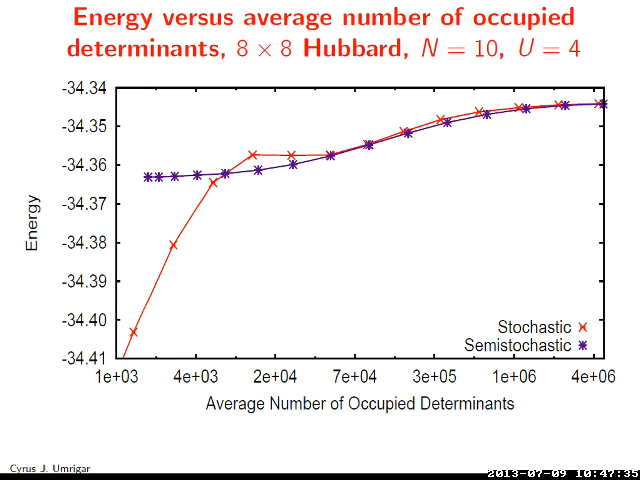 Energy versus average number of occupied
determinants, 8 × 8 Hubbard, N = 10, U = 4
-34.34
-34.35
-34.36
-34.37
-34.38
-34.39
-34.40
-34.41
Energy
Stochastic
Semistochastic
1e+03 4e+03 2e+04 7e+04 3e+05 1e+06 4e+06
Average Number of Occupied Determinants
Cyrus J. Umrigar
2013-07-09 10:47:35